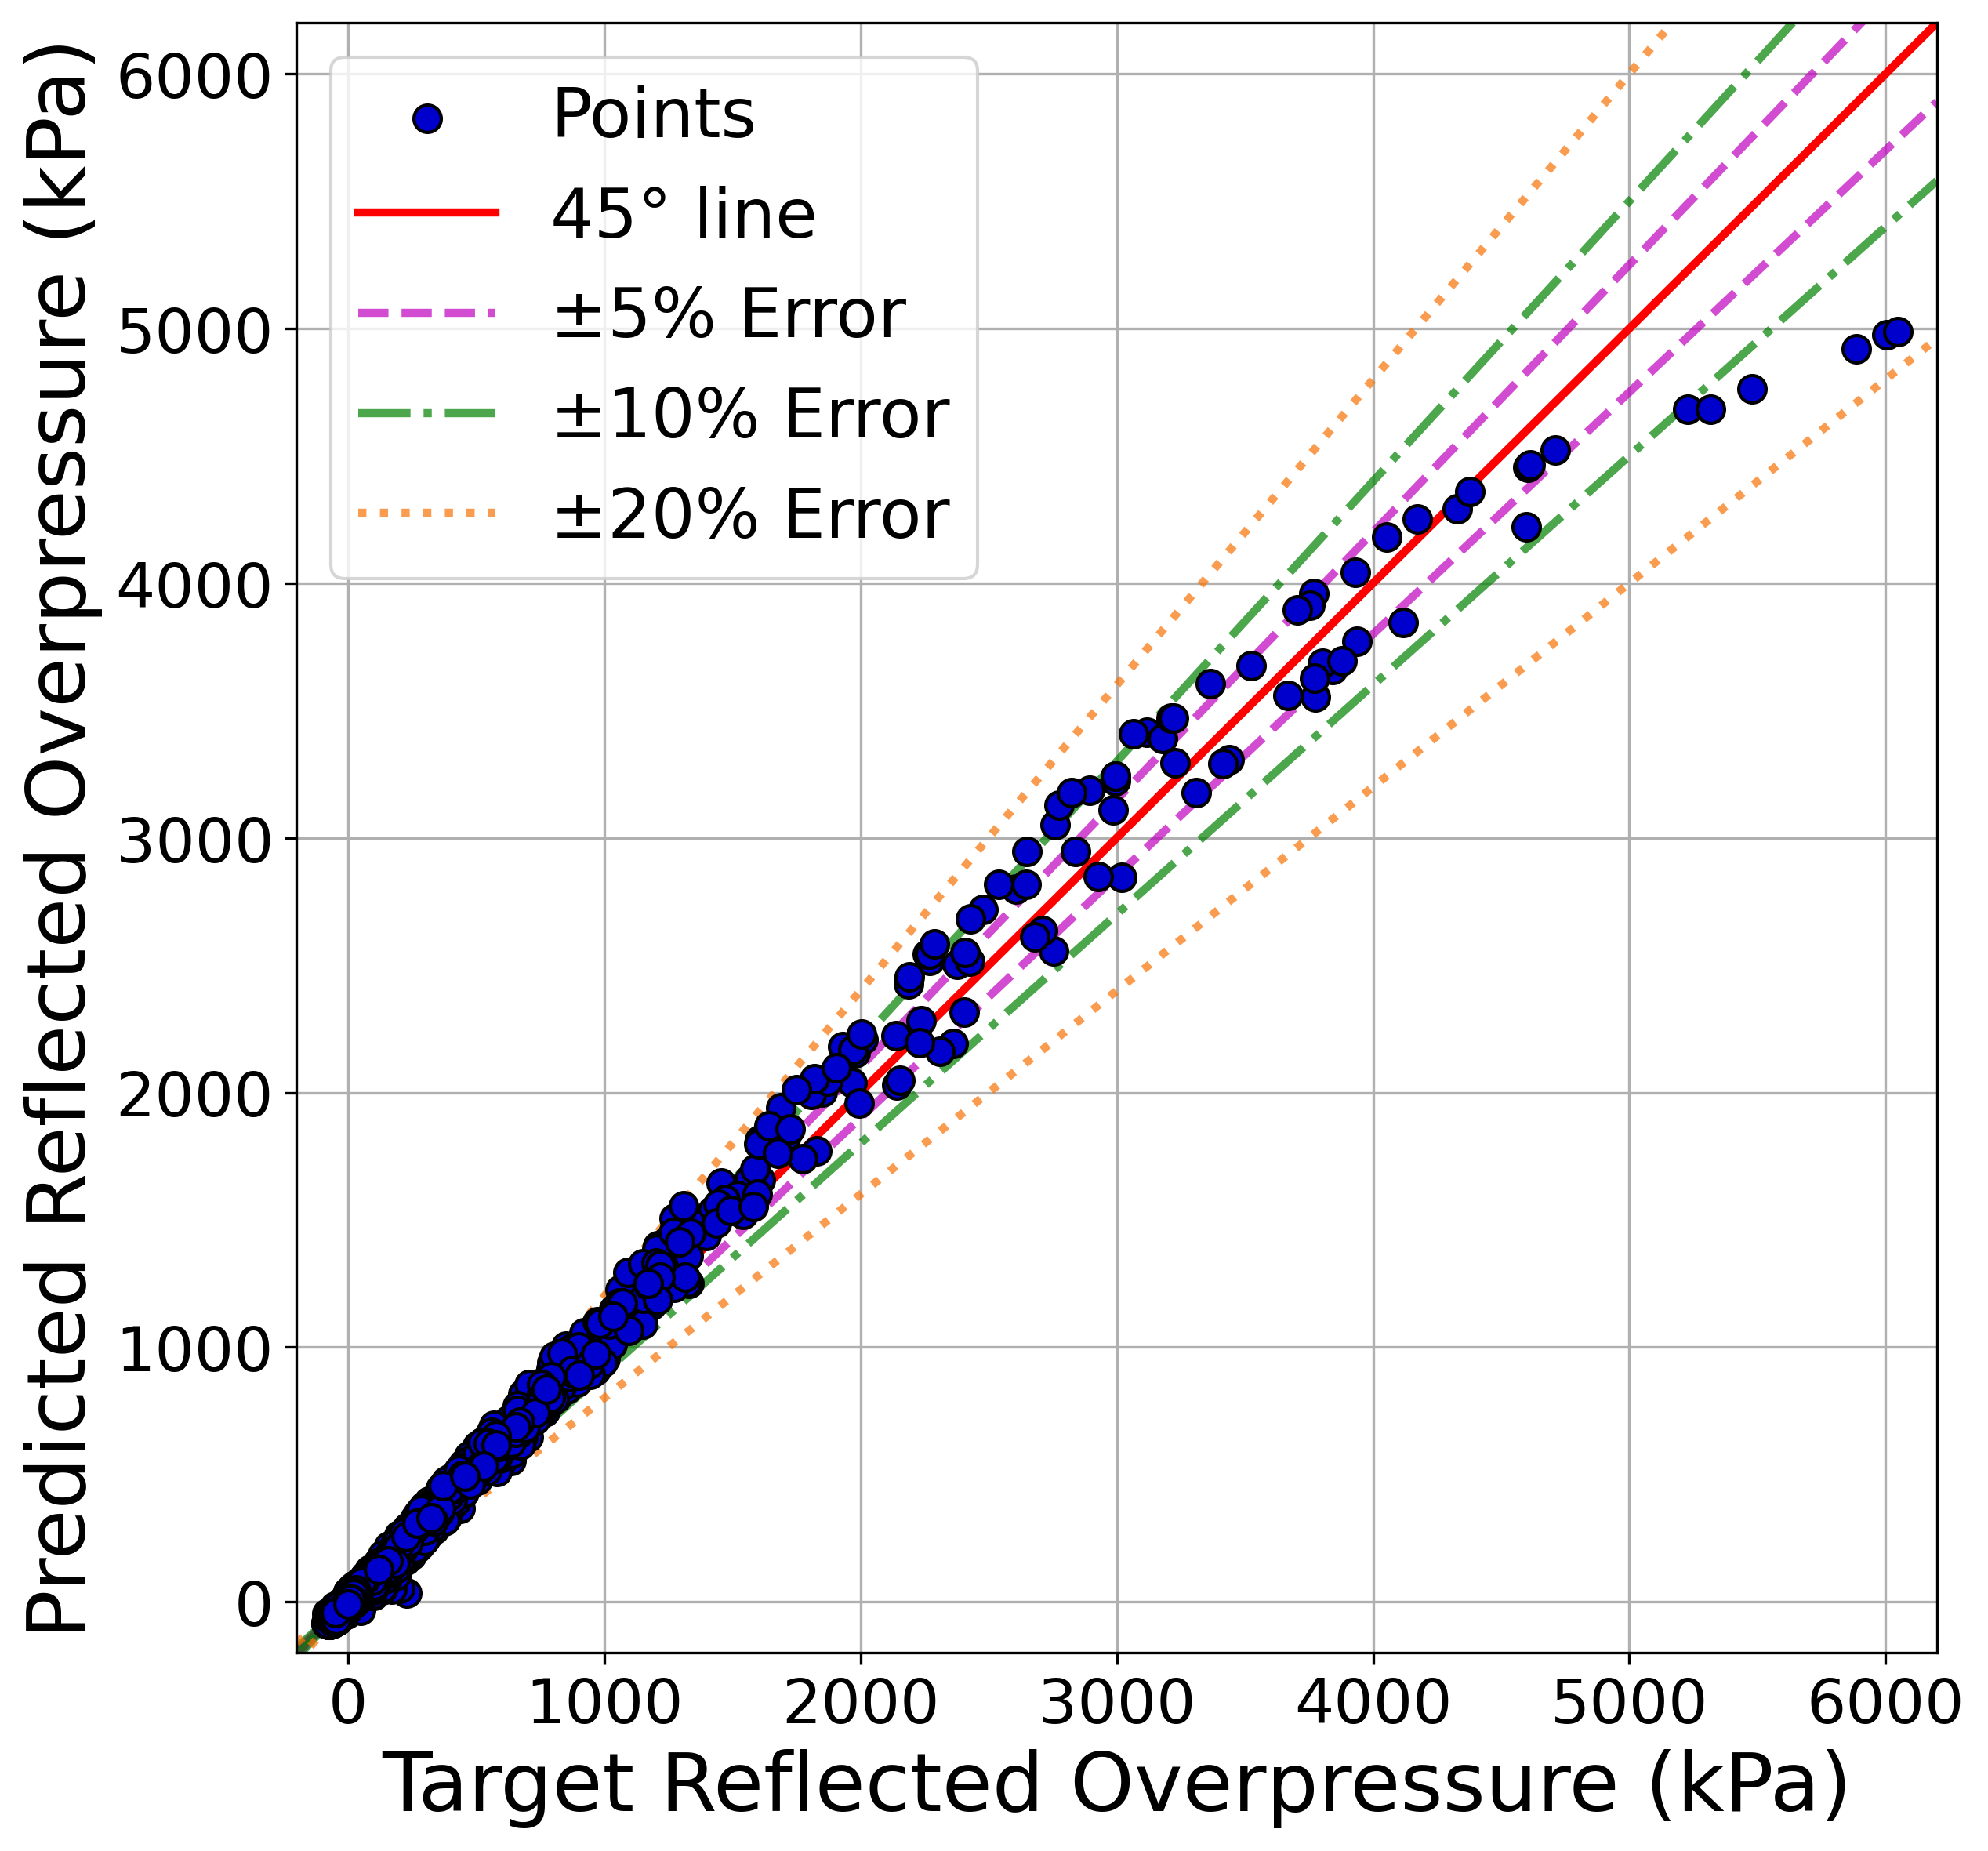 Points
45° line
±5% Error
±10% Error
±20% Error
Predicted Reflected Overpressure (kPa)
6000
5000
4000
3000
2000
1000
0
0 1000 2000 3000 4000 5000 6000
Target Reflected Overpressure (kPa)